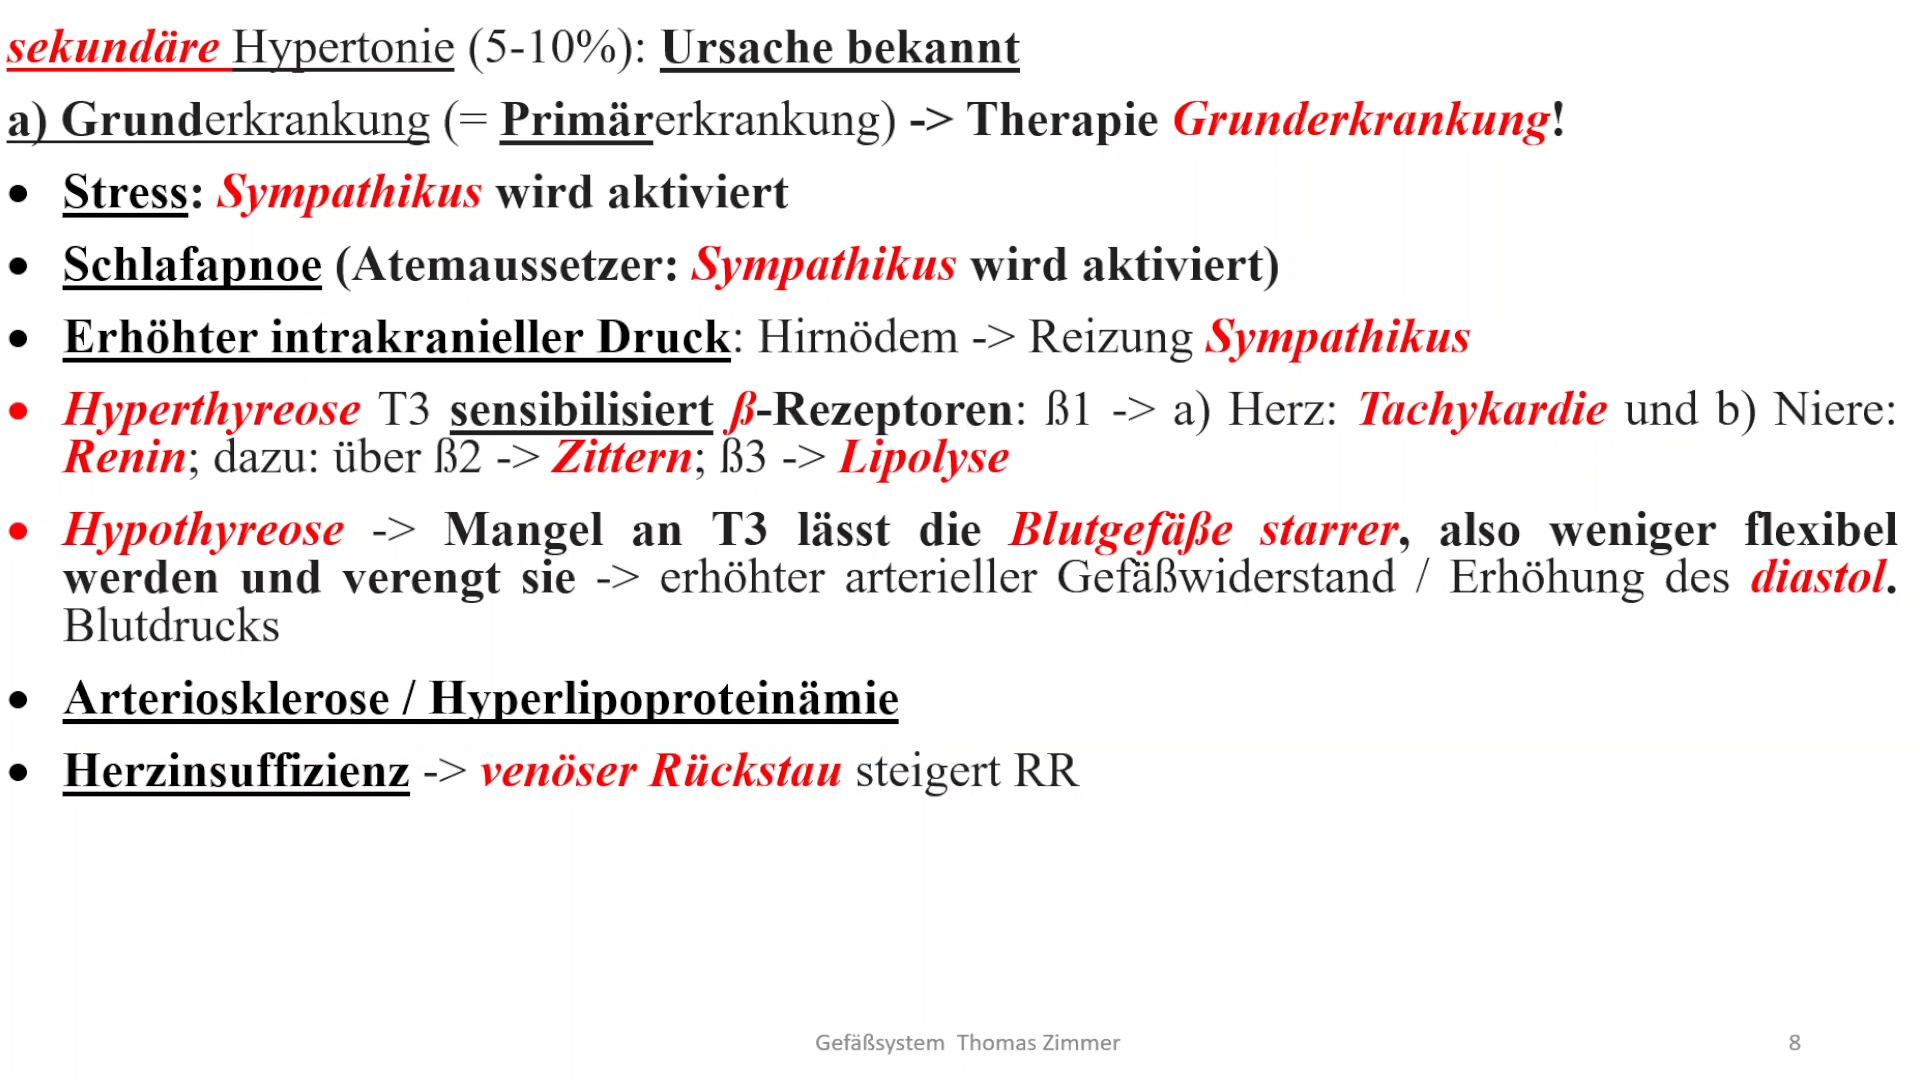 sekundäre Hypertonie (5-10%): Ursache bekannt
a) Grunderkrankung (= Primärerkrankung) -> Therapie Grunderkrankung!
• Stress: Sympathikus wird aktiviert
• Schlafapnoe (Atemaussetzer: Sympathikus wird aktiviert)
• Erhöhter intrakranieller Druck: Hirnödem -> Reizung Sympathikus
• Hyperthyreose T3 sensibilisiert ß-Rezeptoren: ß1 -> a) Herz: Tachykardie und b) Niere:
Renin; dazu: über ß2 -> Zittern; ß3 -> Lipolyse
• Hypothyreose -> Mangel an T3 lässt die Blutgefäße starrer, also weniger flexibel
werden und verengt sie -> erhöhter arterieller Gefäßwiderstand / Erhöhung des diastol.
Blutdrucks
• Arteriosklerose / Hyperlipoproteinämie
• Herzinsuffizienz -> venöser Rückstau steigert RR
Gefäßsystem Thomas Zimmer
8